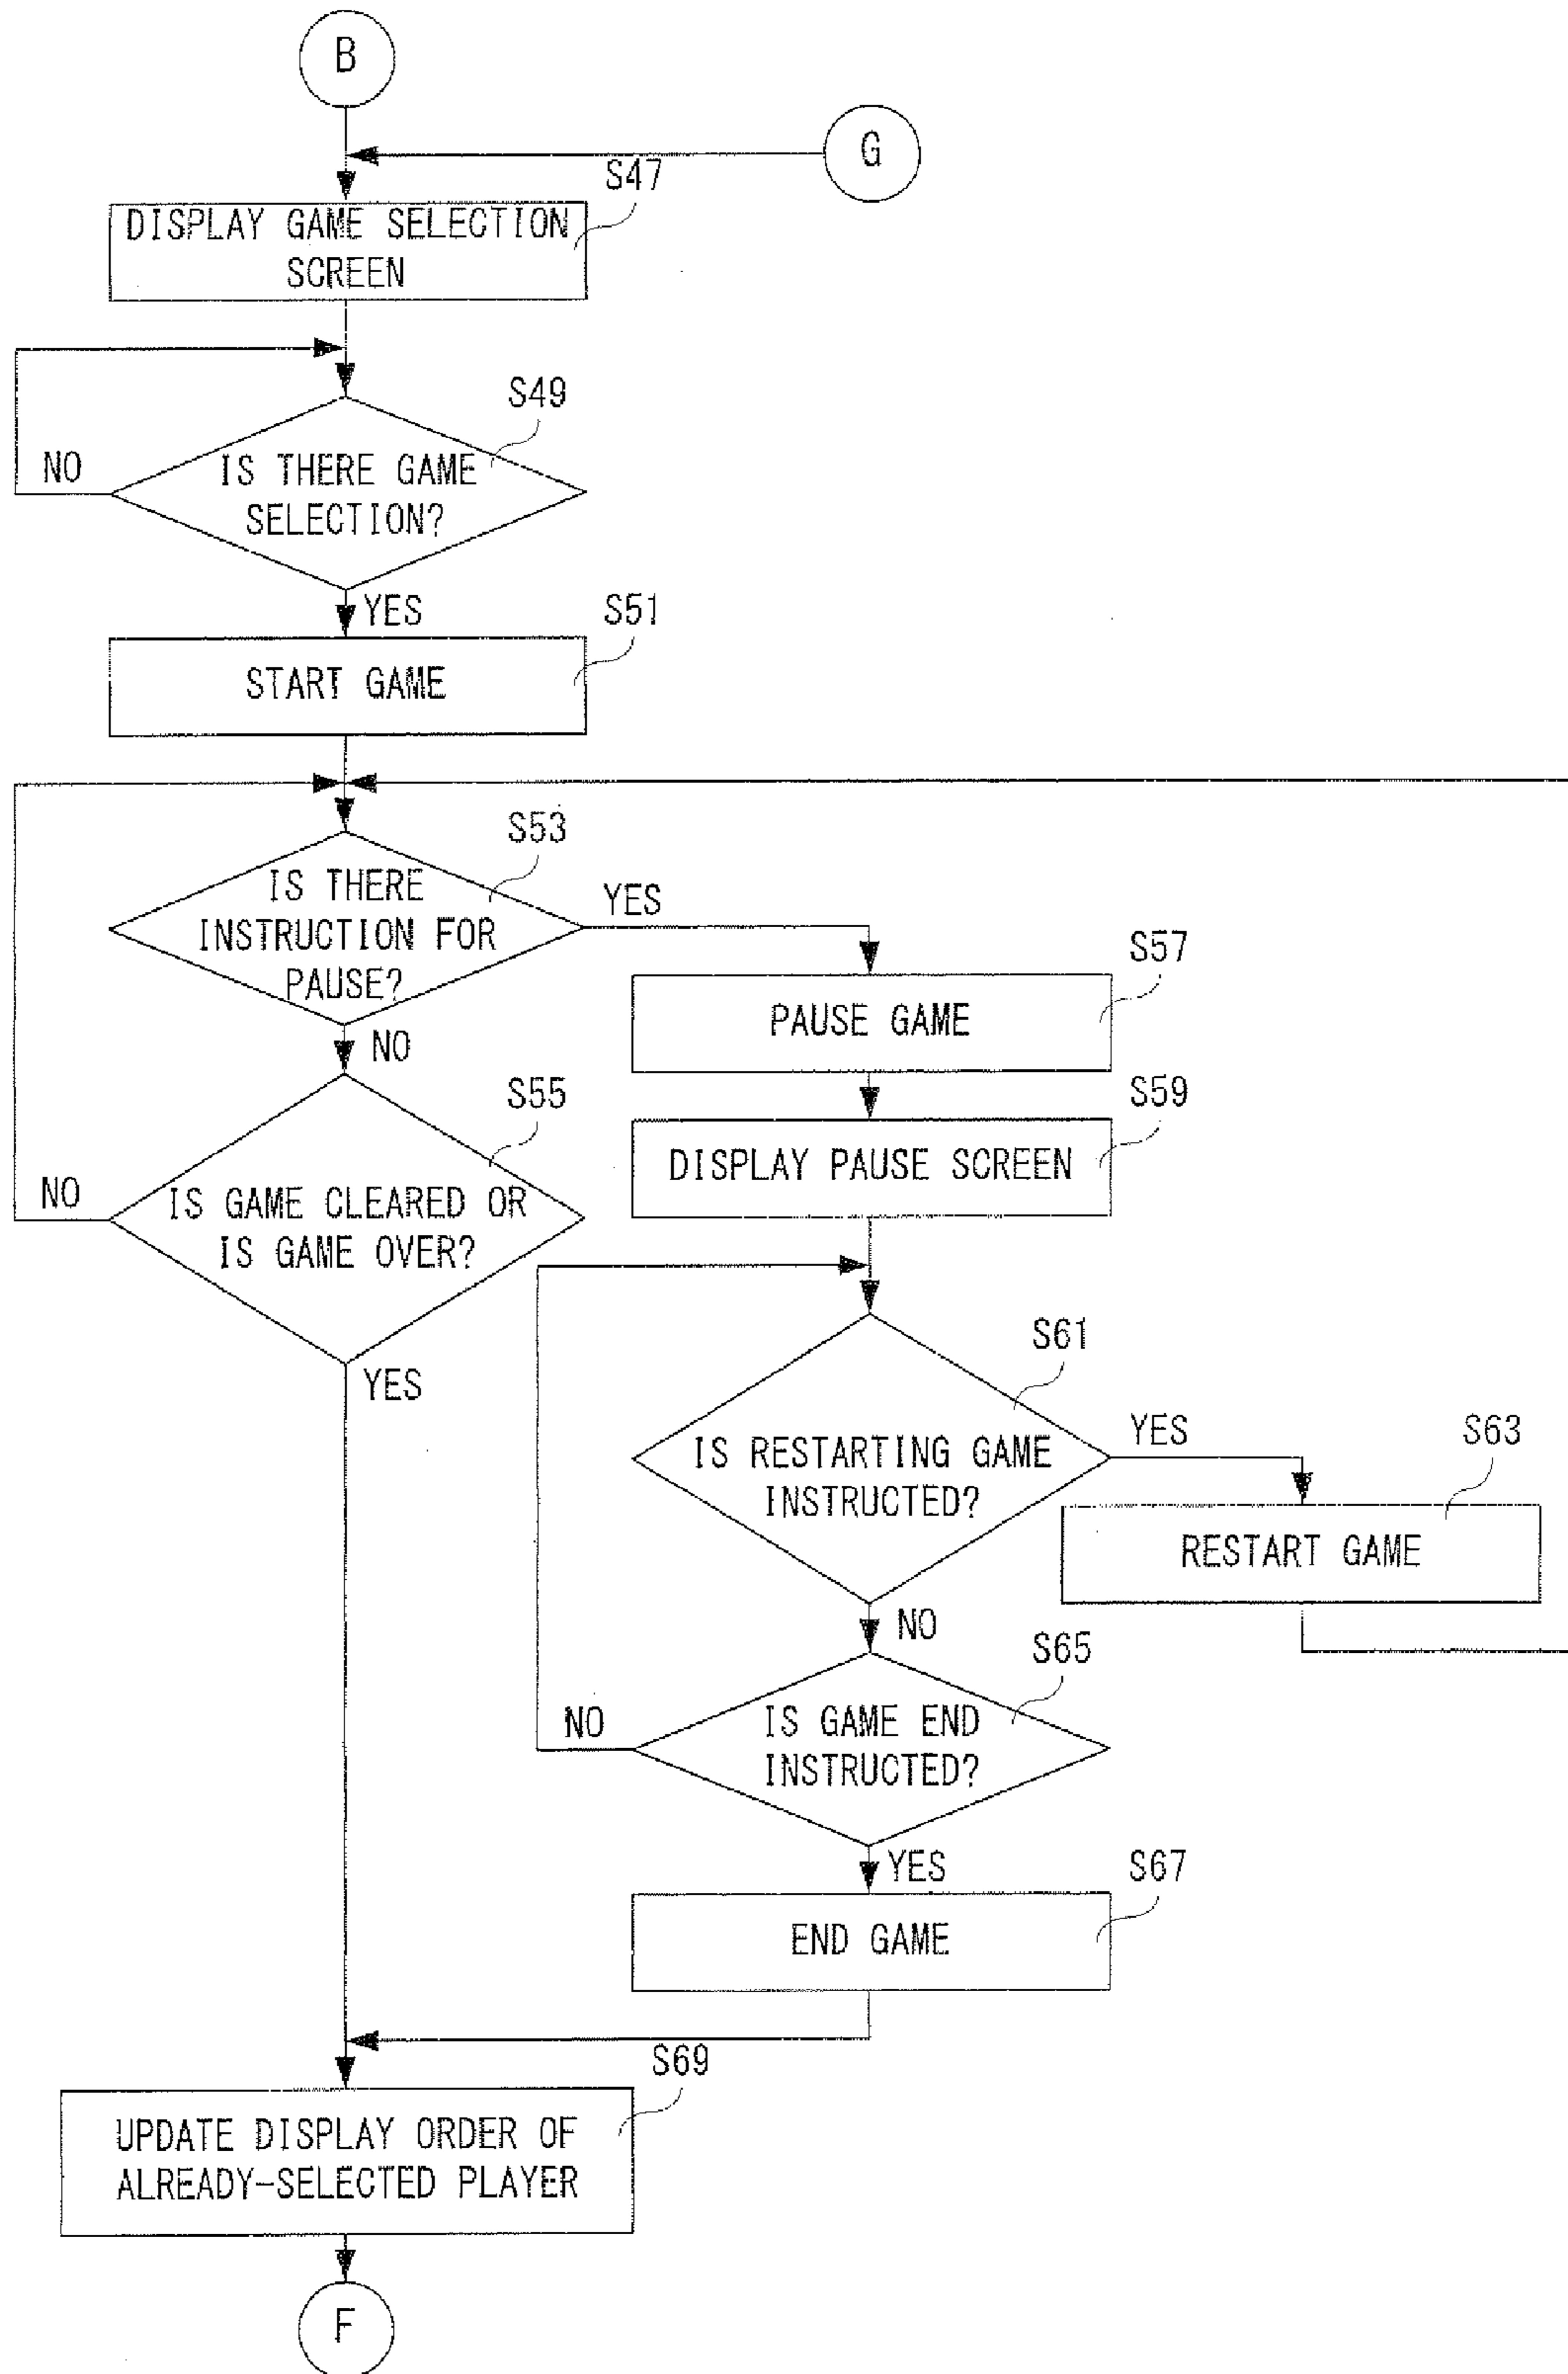 B
G
S47
DISPLAY GAME SELECTION
SCREEN
S49
NO
IS THERE GAME
SELECTION?
YES
S51
START GAME
S53
IS THERE
INSTRUCTION FOR
PAUSE?
YES
S57
PAUSE GAME
NO
S55
S59
DISPLAY PAUSE SCREEN
NO
IS GAME CLEARED OR
IS GAME OVER?
YES
S61
IS RESTARTING GAME
INSTRUCTED?
YES
S63
RESTART GAME
NO
S65
NO
IS GAME END
INSTRUCTED?
YES
S67
END GAME
S69
UPDATE DISPLAY ORDER OF
ALREADY-SELECTED PLAYER
F